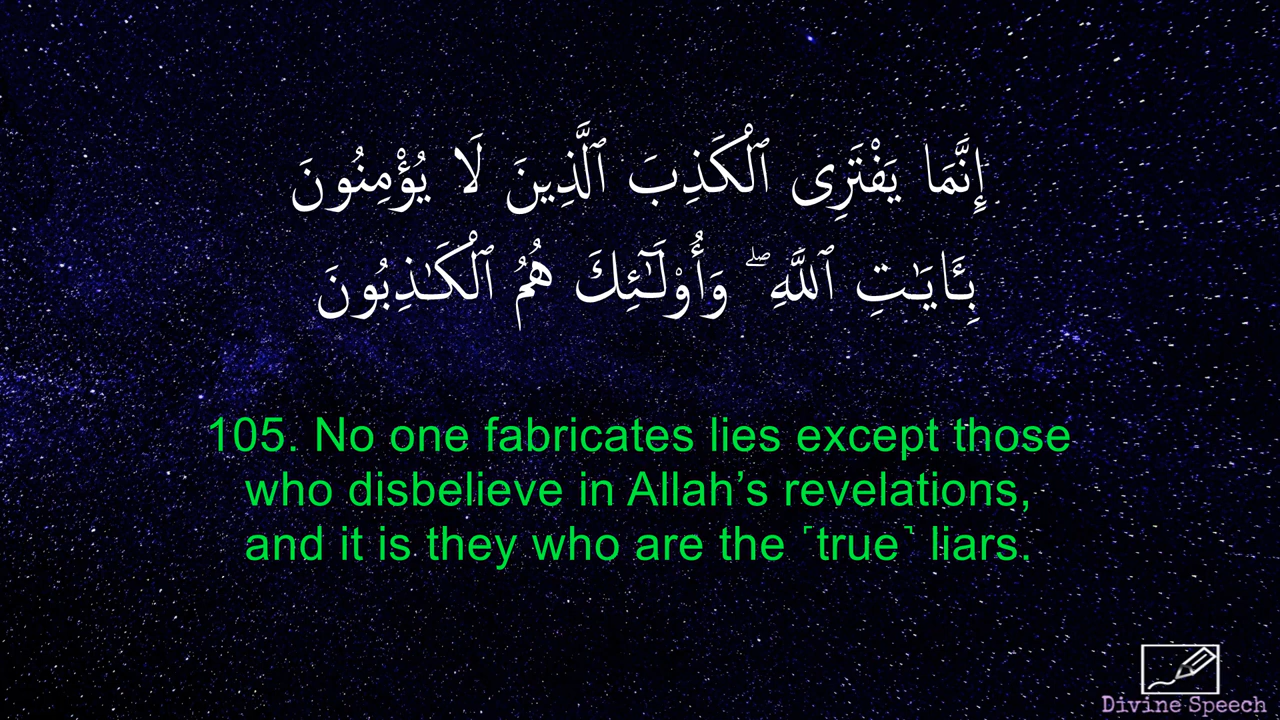 إِنَّمَا يَفْتَرِى ٱلْكَذِبَ ٱلَّذِينَ لَا يُؤْمِنُونَ
بِـَٔايَـٰتِ ٱللَّهِ ۖ وَأُو۟لَـٰٓئِكَ هُمُ ٱلْكَـٰذِبُونَ
105. No one fabricates lies except those
who disbelieve in Allah’s revelations,
and it is they who are the ˹true˺ liars.
Divine Speech